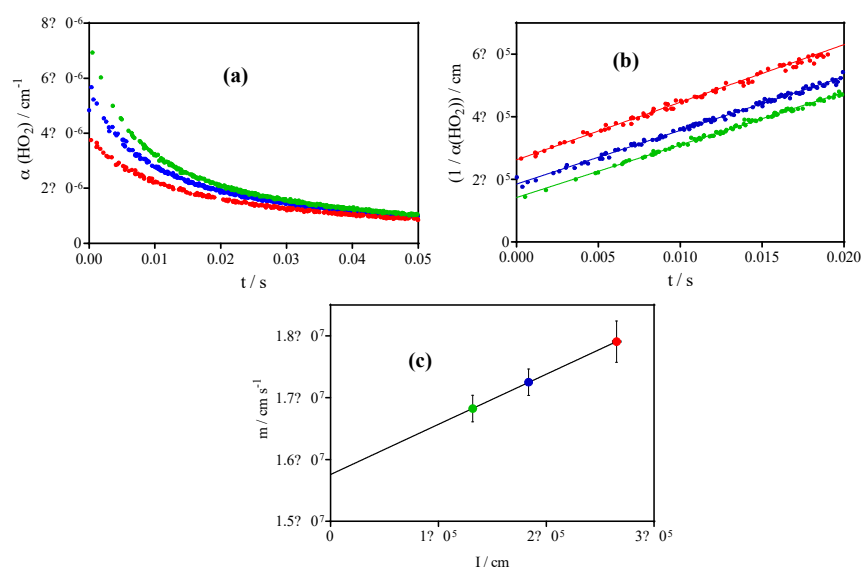 (a)
α (HO₂) / cm⁻¹
8? 0⁻⁶
6? 0⁻⁶
4? 0⁻⁶
2? 0⁻⁶
0
0.00 0.01 0.02 0.03 0.04 0.05
t / s
(b)
(1 / α(HO₂)) / cm
6? 0⁵
4? 0⁵
2? 0⁵
0
0.000 0.005 0.010 0.015 0.020
t / s
(c)
m / cm s⁻¹
1.8? 0⁷
1.7? 0⁷
1.6? 0⁷
1.5? 0⁷
0 1? 0⁵ 2? 0⁵ 3? 0⁵
I / cm